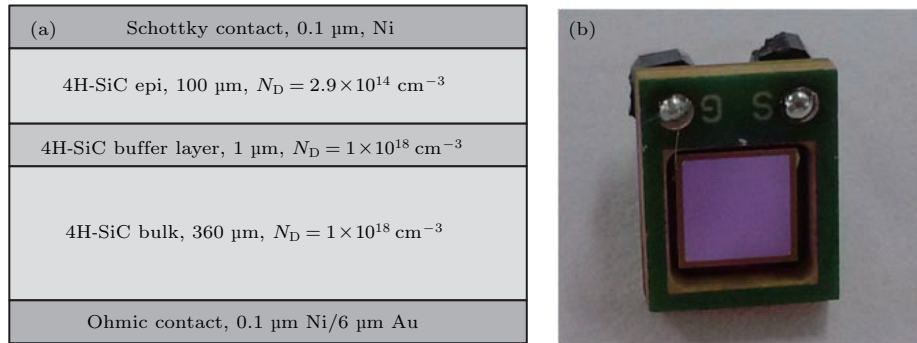 (a)
Schottky contact, 0.1 µm, Ni
4H-SiC epi, 100 µm, N_D = 2.9×10^14 cm^−3
4H-SiC buffer layer, 1 µm, N_D = 1×10^18 cm^−3
4H-SiC bulk, 360 µm, N_D = 1×10^18 cm^−3
Ohmic contact, 0.1 µm Ni/6 µm Au
(b)
G S